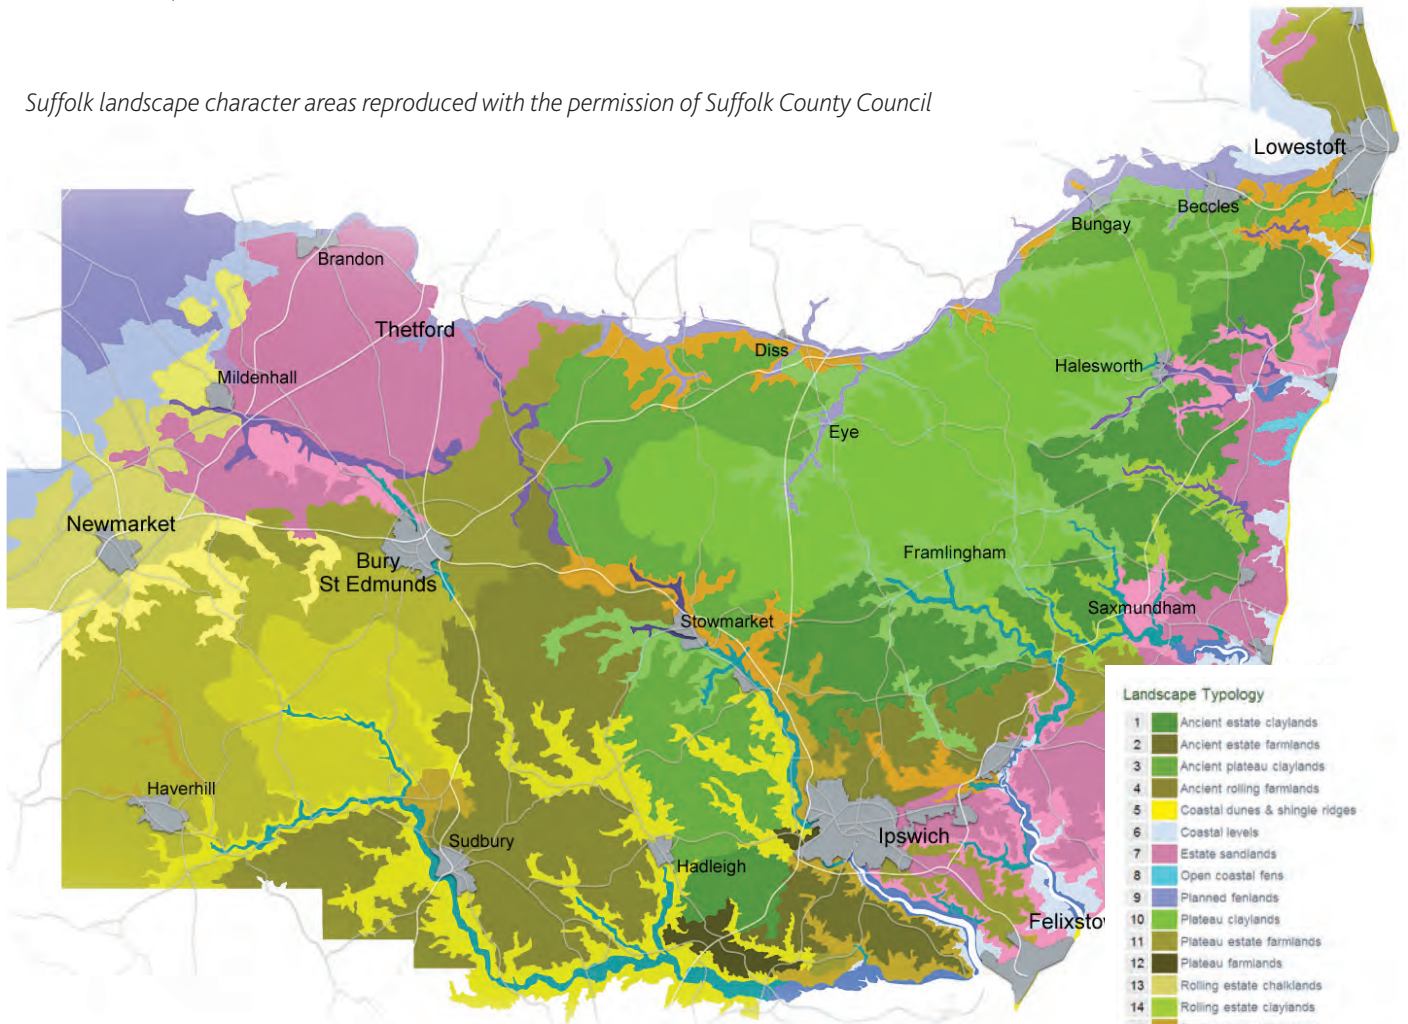 Suffolk landscape character areas reproduced with the permission of Suffolk County Council
Lowestoft
Beccles
Bungay
Brandon
Thetford
Diss
Halesworth
Mildenhall
Eye
Newmarket
Framlingham
Bury
St Edmunds
Saxmundham
Stowmarket
Haverhill
Sudbury
Ipswich
Hadleigh
Felixstow
Landscape Typology
1 Ancient estate claylands
2 Ancient estate farmlands
3 Ancient plateau claylands
4 Ancient rolling farmlands
5 Coastal dunes & shingle ridges
6 Coastal levels
7 Estate sandlands
8 Open coastal fens
9 Planned fenlands
10 Plateau claylands
11 Plateau estate farmlands
12 Plateau farmlands
13 Rolling estate chalklands
14 Rolling estate claylands